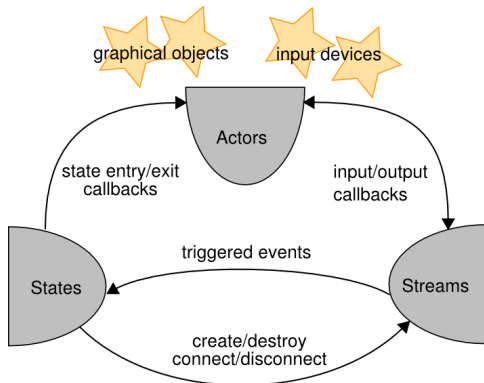 graphical objects
input devices
Actors
state entry/exit
callbacks
input/output
callbacks
triggered events
States
Streams
create/destroy
connect/disconnect